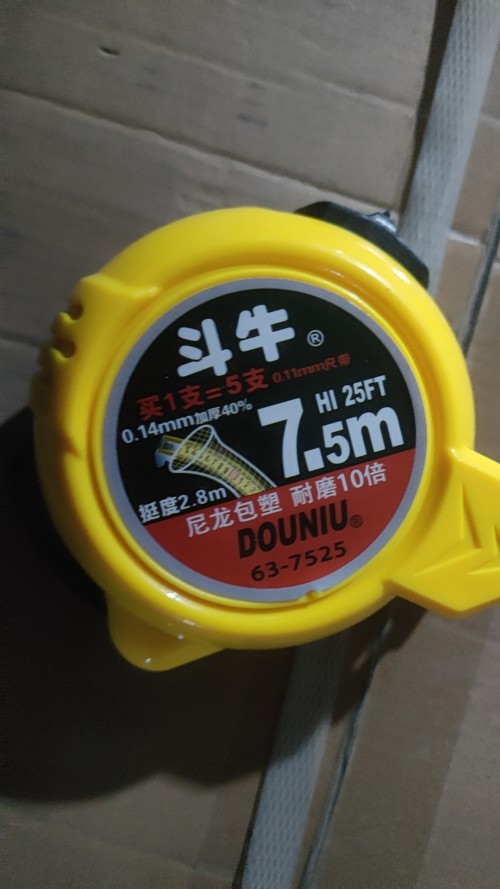 斗牛®
买1支=5支 0.11mm尺带
0.14mm加厚40%
HI 25FT
7.5m
挺度2.8m
尼龙包塑 耐磨10倍
DOUNIU®
63-7525